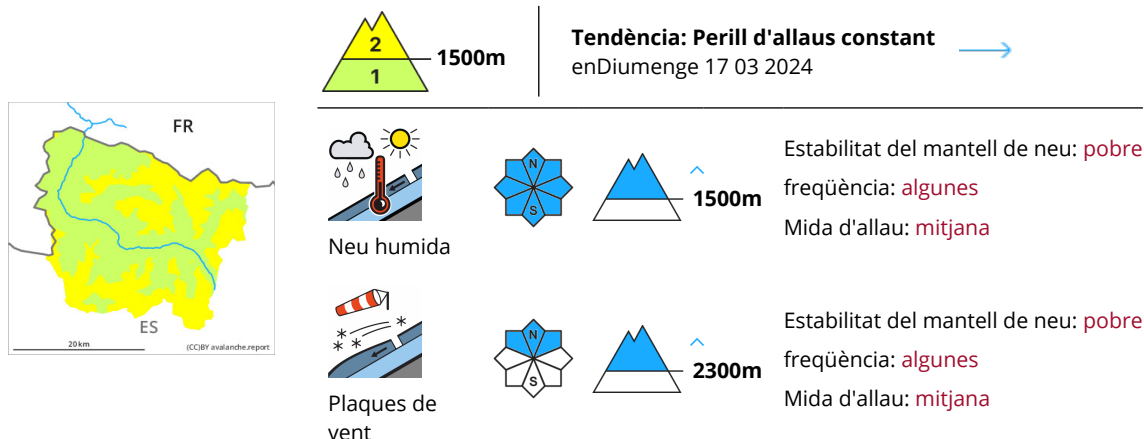 2
1
1500m
Tendència: Perill d'allaus constant
enDiumenge 17 03 2024
FR
ES
20 km
(CC)BY avalanche.report
N
S
1500m
Neu humida
Estabilitat del mantell de neu: pobre
freqüència: algunes
Mida d'allau: mitjana
N
S
2300m
Plaques de
vent
Estabilitat del mantell de neu: pobre
freqüència: algunes
Mida d'allau: mitjana